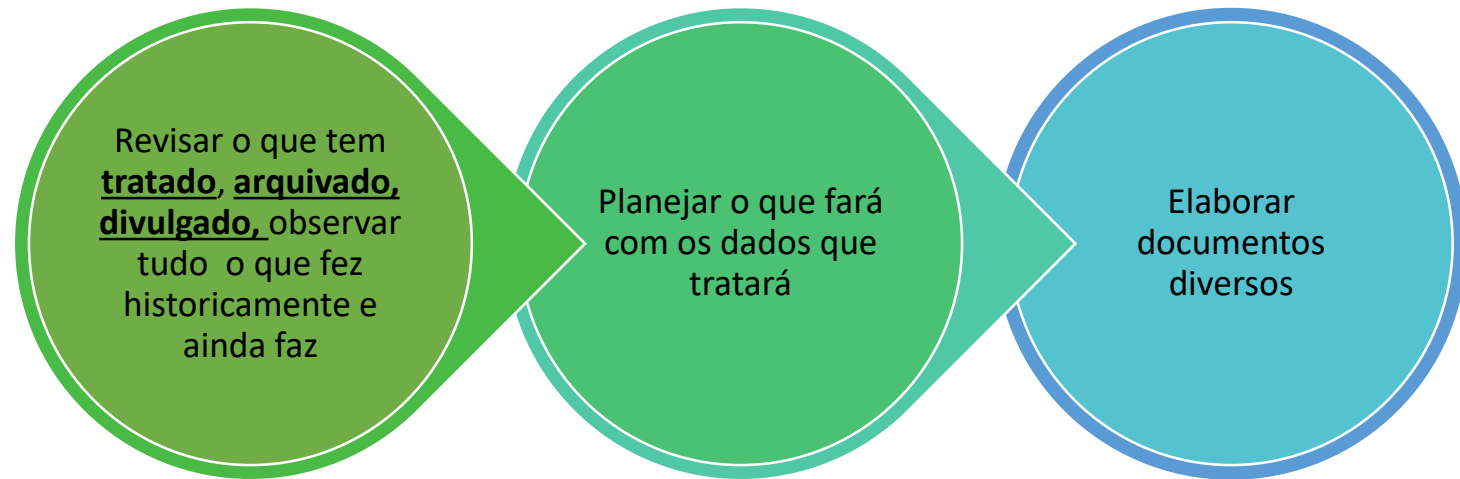 Revisar o que tem
tratado, arquivado,
divulgado, observar
tudo  o que fez
historicamente e
ainda faz
Planejar o que fará
com os dados que
tratará
Elaborar
documentos
diversos